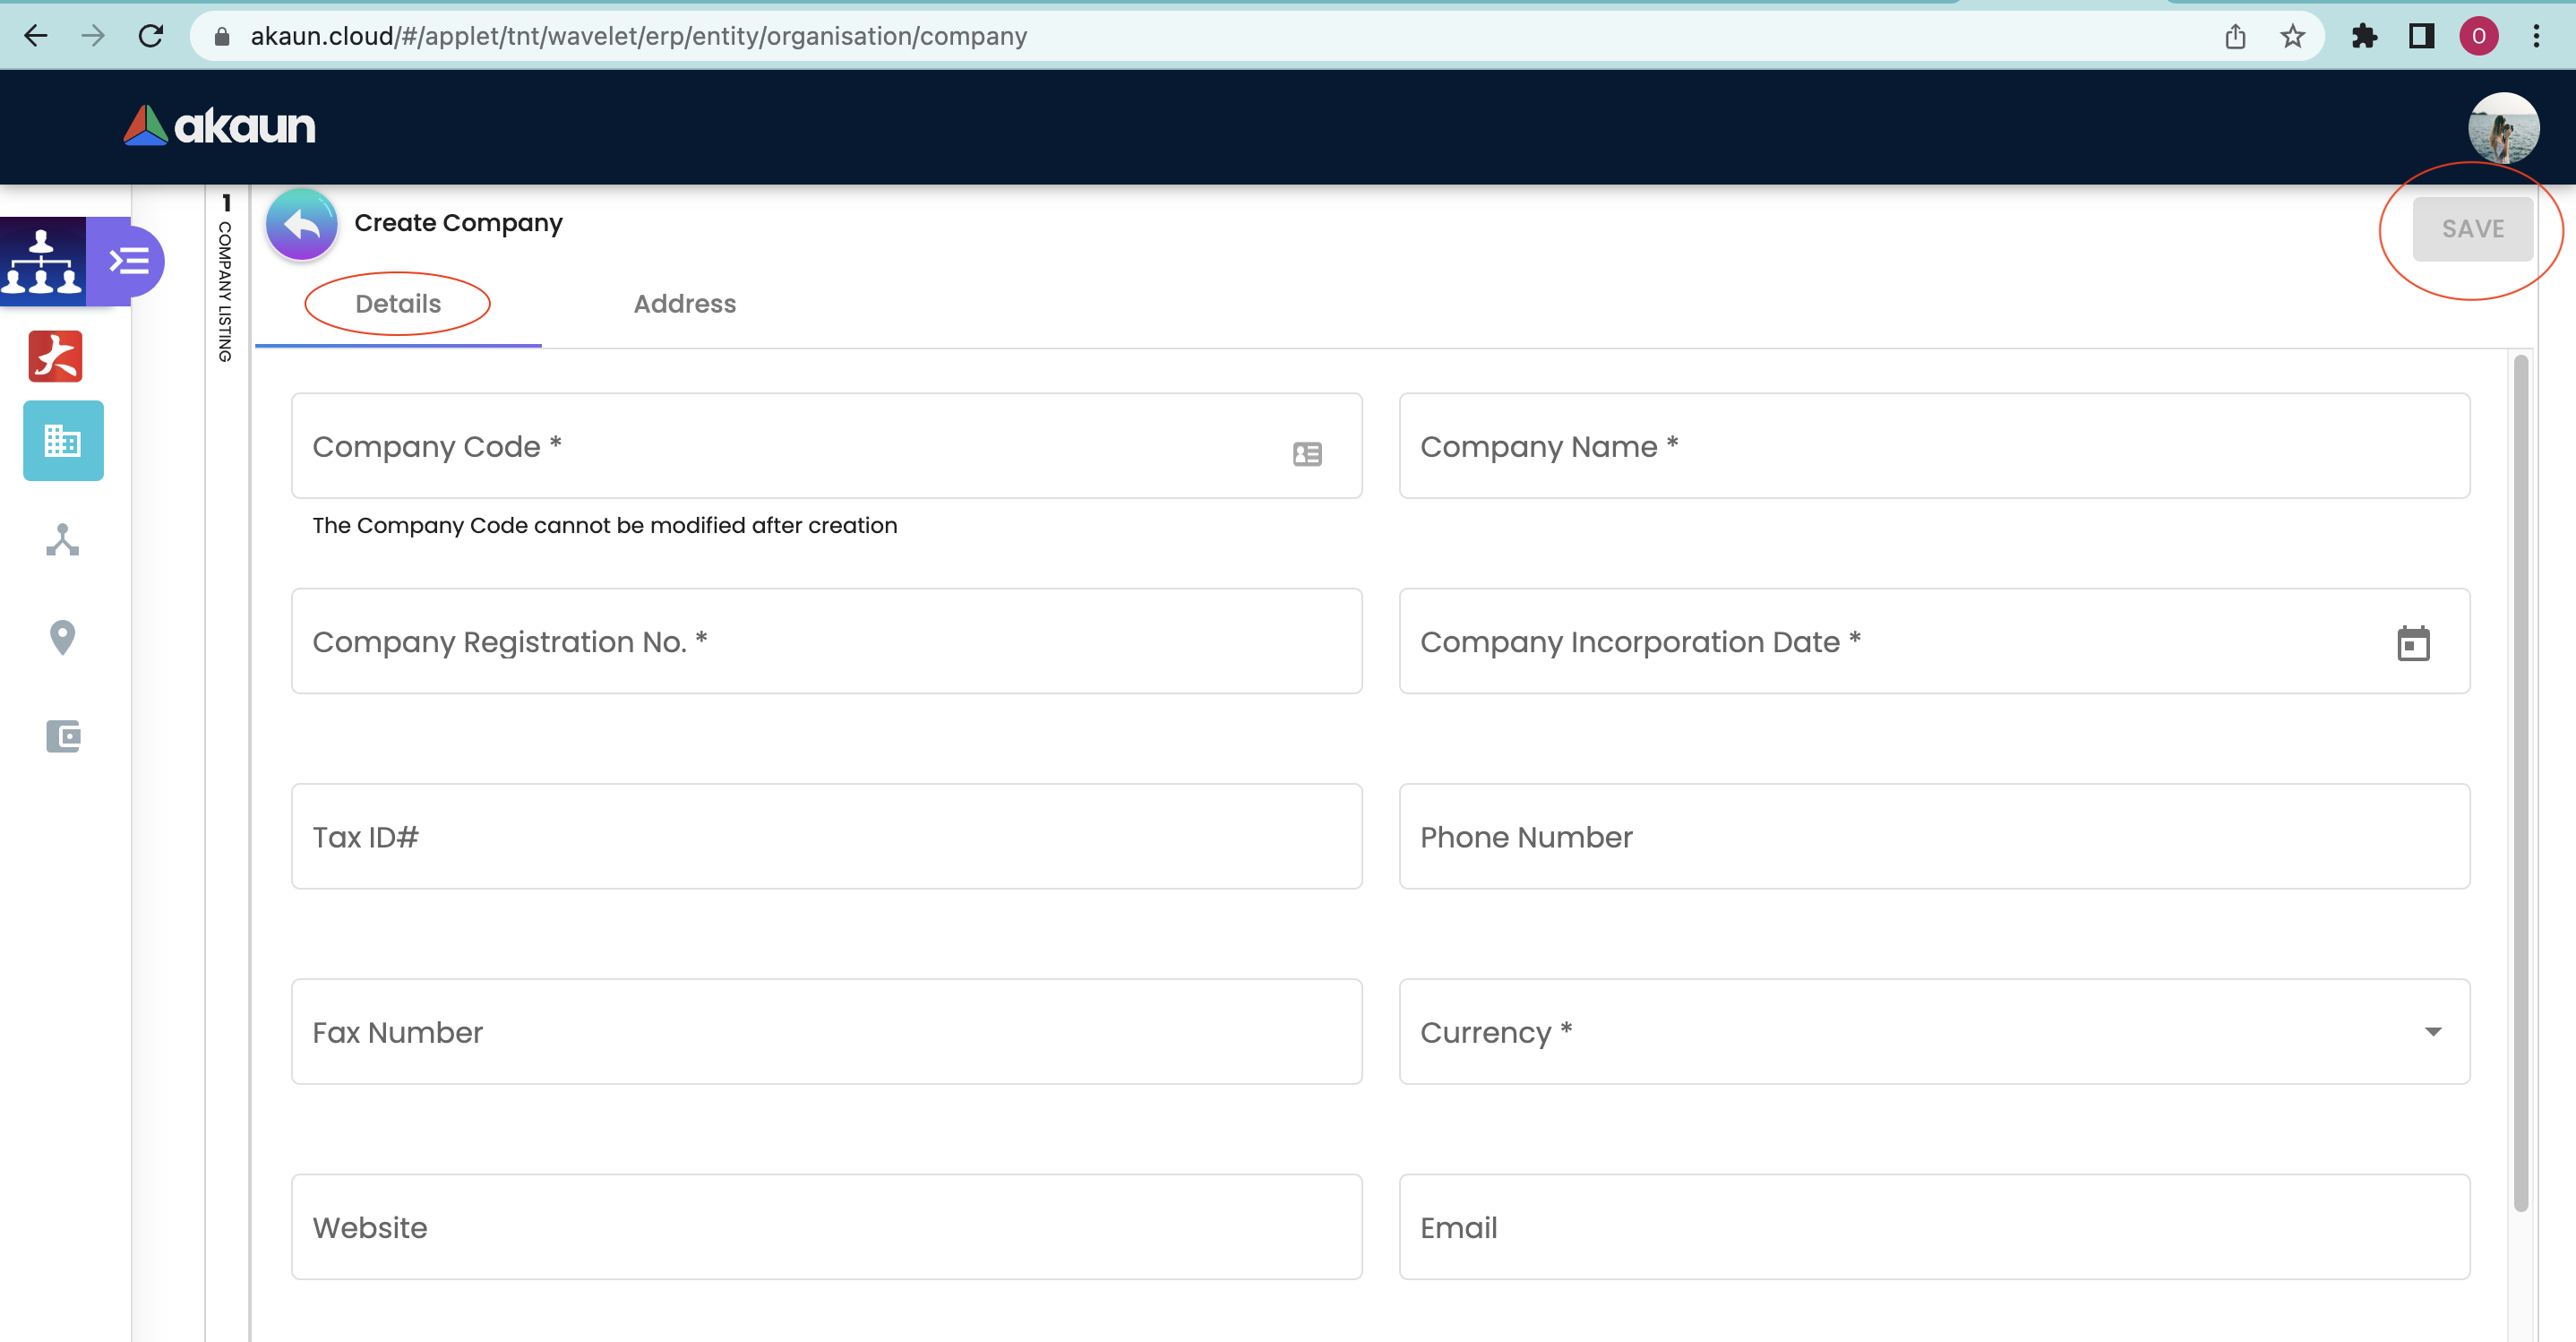 akaun.cloud/#/applet/tnt/wavelet/erp/entity/organisation/company
O
akaun
1
COMPANY LISTING
Create Company
SAVE
Details
Address
Company Code *
Company Name *
The Company Code cannot be modified after creation
Company Registration No. *
Company Incorporation Date *
Tax ID#
Phone Number
Fax Number
Currency *
Website
Email